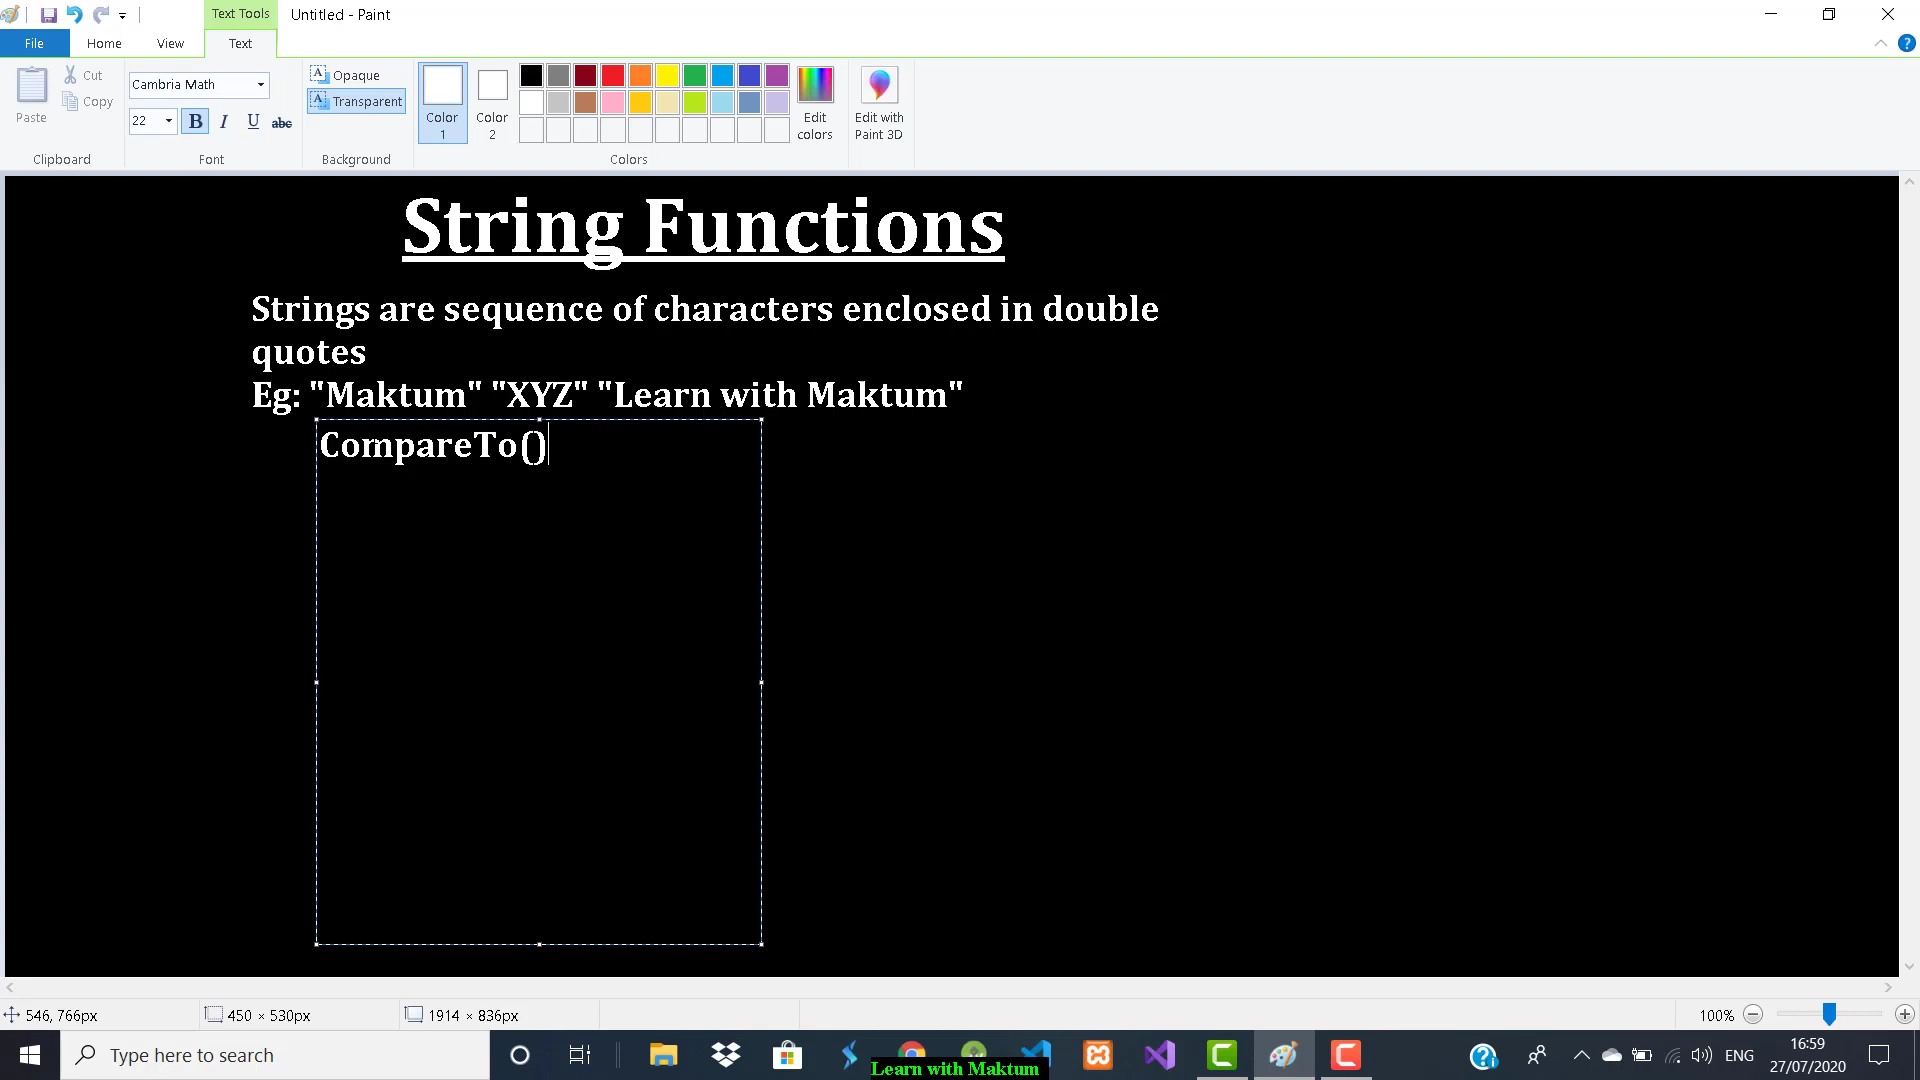 Text Tools
Untitled - Paint
File
Home
View
Text
Paste
Cut
Copy
Clipboard
Cambria Math
22
B I U abc
Font
Opaque
Transparent
Background
Color 1
Color 2
Edit colors
Colors
Edit with Paint 3D
String Functions
Strings are sequence of characters enclosed in double
quotes
Eg: "Maktum" "XYZ" "Learn with Maktum"
CompareTo()
546, 766px
450 × 530px
1914 × 836px
100%
Type here to search
Learn with Maktum
ENG
16:59
27/07/2020